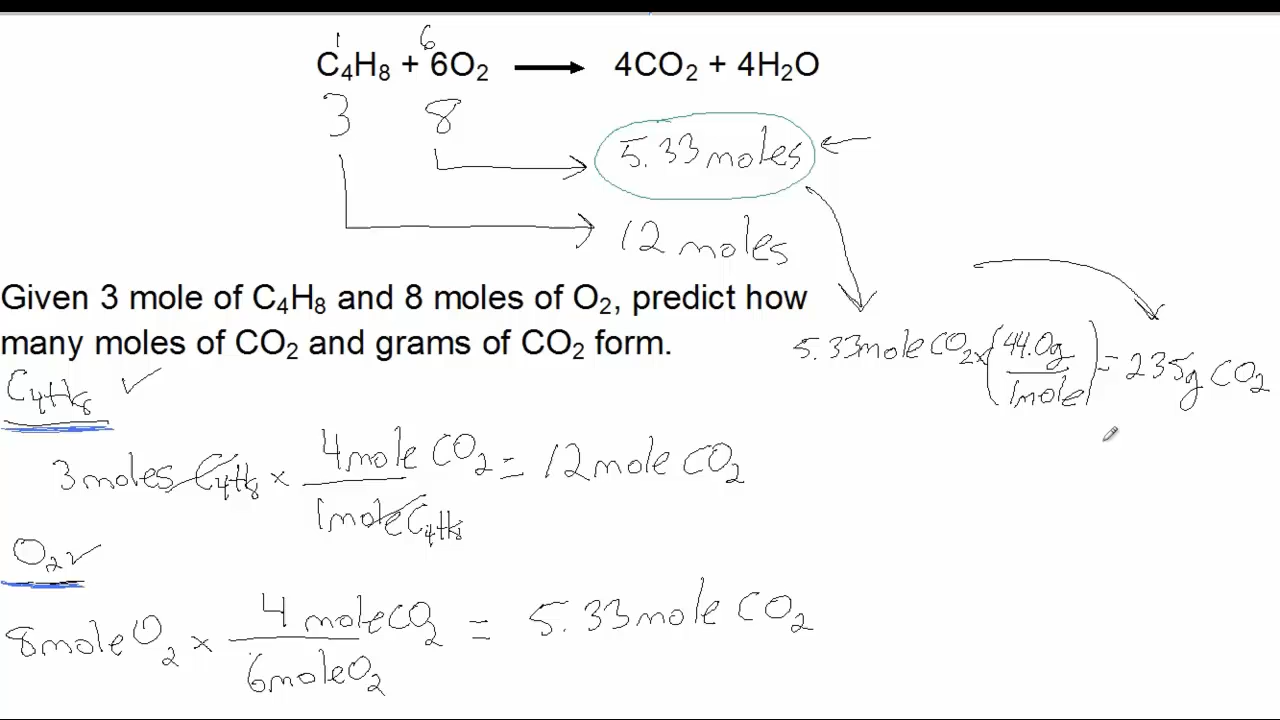 1 6
C₄H₈ + 6O₂ → 4CO₂ + 4H₂O
3 8
5.33 moles
12 moles
Given 3 mole of C₄H₈ and 8 moles of O₂, predict how
many moles of CO₂ and grams of CO₂ form.
5.33 mole CO₂ x (44.0g / 1 mole) = 235g CO₂
C₄H₈ ✓
3 moles C₄H₈ x 4 mole CO₂ / 1 mole C₄H₈ = 12 mole CO₂
O₂ ✓
8 mole O₂ x 4 mole CO₂ / 6 mole O₂ = 5.33 mole CO₂